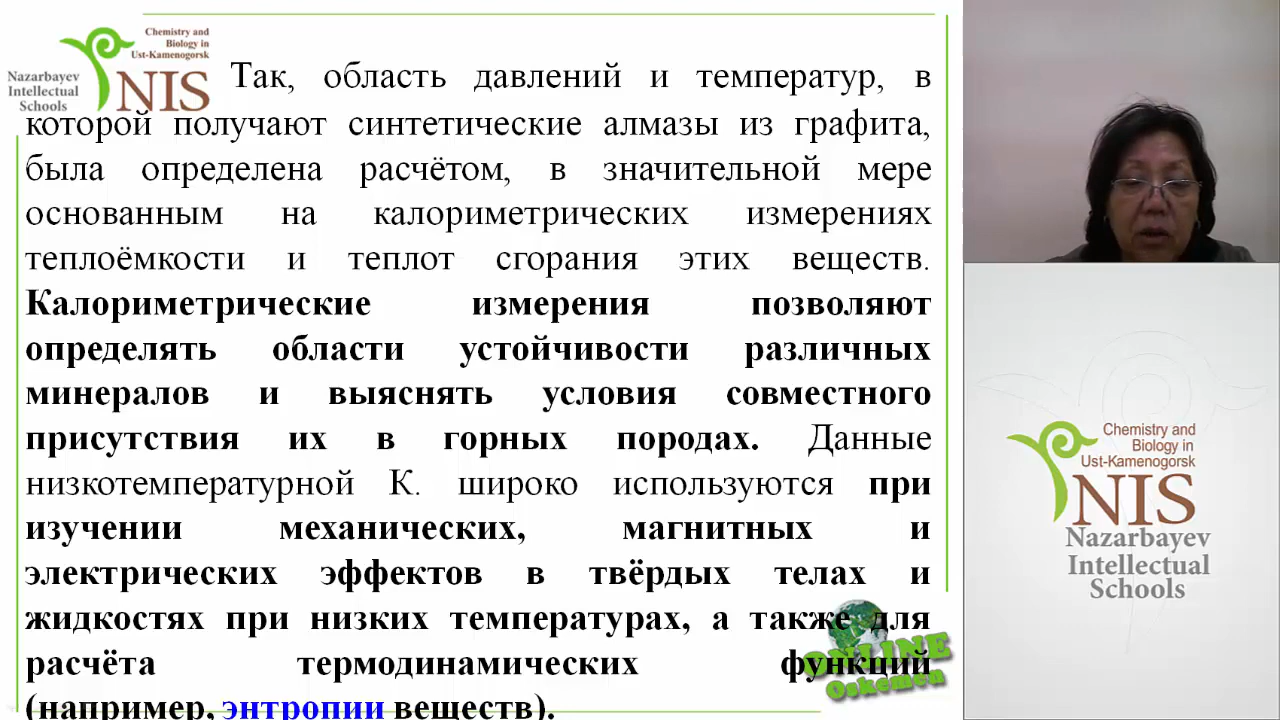 Chemistry and
Biology in
Ust-Kamenogorsk
Nazarbayev
Intellectual
Schools
NIS
Так, область давлений и температур, в
которой получают синтетические алмазы из графита,
была определена расчётом, в значительной мере
основанным на калориметрических измерениях
теплоёмкости и теплот сгорания этих веществ.
Калориметрические измерения позволяют
определять области устойчивости различных
минералов и выяснять условия совместного
присутствия их в горных породах. Данные
низкотемпературной К. широко используются при
изучении механических, магнитных и
электрических эффектов в твёрдых телах и
жидкостях при низких температурах, а также для
расчёта термодинамических функций
(например, энтропии веществ).
ONLINE
Oskemen
Chemistry and
Biology in
Ust-Kamenogorsk
NIS
Nazarbayev
Intellectual
Schools